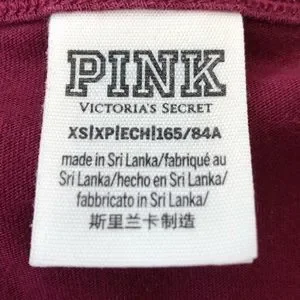 PINK
VICTORIA'S SECRET
XS|XP|ECH|165/84A
made in Sri Lanka/fabriqué au
Sri Lanka/hecho en Sri Lanka/
fabbricato in Sri Lanka/
斯里兰卡制造